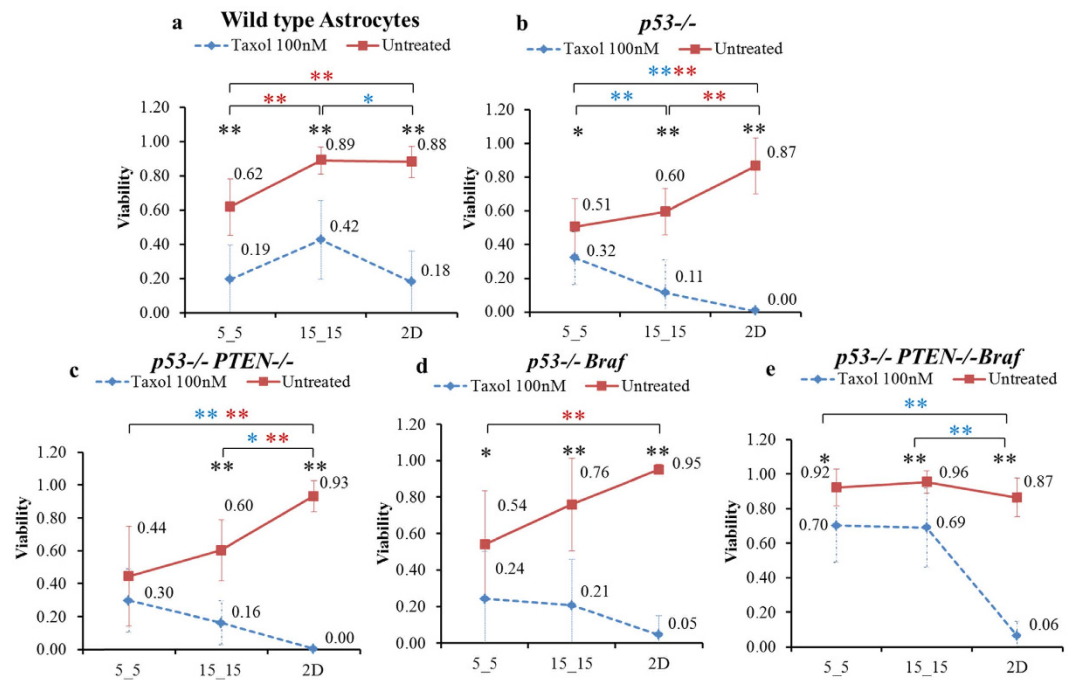 a Wild type Astrocytes
Taxol 100nM Untreated
**
** *
** ** **
1.20
1.00
0.80
0.60
0.40
0.20
0.00
Viability
0.62 0.89 0.88
0.19 0.42 0.18
5_5 15_15 2D
b p53-/-
Taxol 100nM Untreated
****
** **
* ** **
1.20
1.00
0.80
0.60
0.40
0.20
0.00
Viability
0.51 0.60 0.87
0.32 0.11 0.00
5_5 15_15 2D
c p53-/- PTEN-/-
Taxol 100nM Untreated
** **
* **
** **
1.20
1.00
0.80
0.60
0.40
0.20
0.00
Viability
0.44 0.60 0.93
0.30 0.16 0.00
5_5 15_15 2D
d p53-/- Braf
Taxol 100nM Untreated
**
* ** **
1.20
1.00
0.80
0.60
0.40
0.20
0.00
Viability
0.54 0.76 0.95
0.24 0.21 0.05
5_5 15_15 2D
e p53-/- PTEN-/-Braf
Taxol 100nM Untreated
**
**
* ** **
1.20
1.00
0.80
0.60
0.40
0.20
0.00
Viability
0.92 0.96 0.87
0.70 0.69 0.06
5_5 15_15 2D